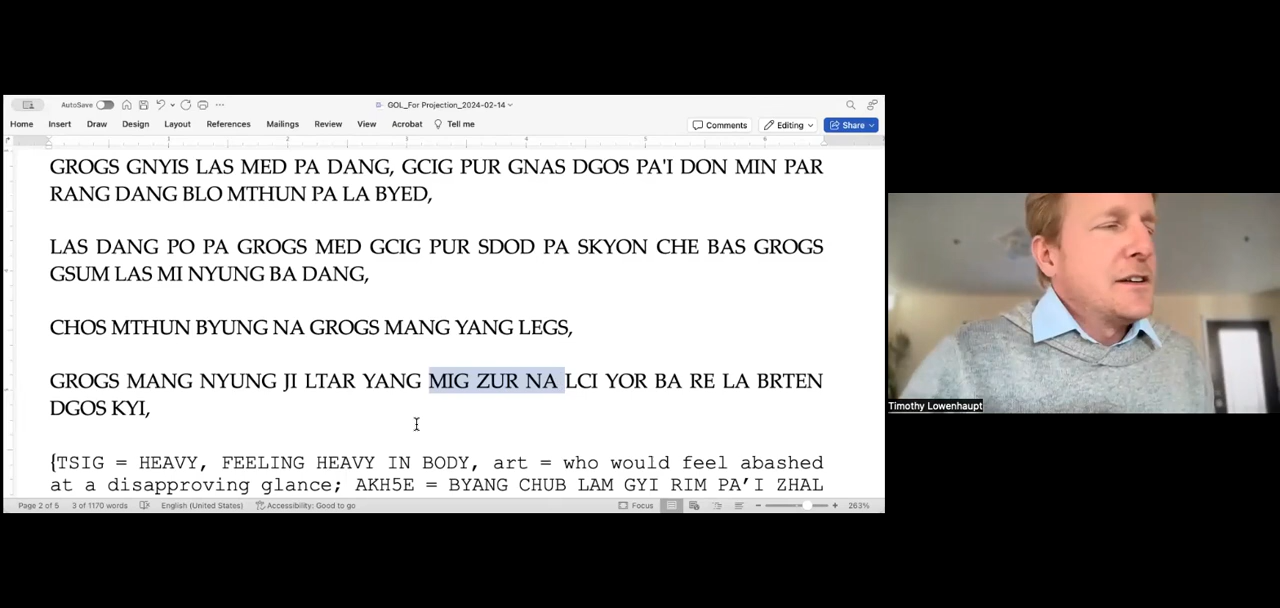 AutoSave
GOL_For Projection_2024-02-14
Home Insert Draw Design Layout References Mailings Review View Acrobat Tell me
Comments Editing Share
1 2 3 4 5 6
GROGS GNYIS LAS MED PA DANG, GCIG PUR GNAS DGOS PA'I DON MIN PAR
RANG DANG BLO MTHUN PA LA BYED,
LAS DANG PO PA GROGS MED GCIG PUR SDOD PA SKYON CHE BAS GROGS
GSUM LAS MI NYUNG BA DANG,
CHOS MTHUN BYUNG NA GROGS MANG YANG LEGS,
GROGS MANG NYUNG JI LTAR YANG MIG ZUR NA LCI YOR BA RE LA BRTEN
DGOS KYI,
{TSIG = HEAVY, FEELING HEAVY IN BODY, art = who would feel abashed
at a disapproving glance; AKH5E = BYANG CHUB LAM GYI RIM PA’I ZHAL
Page 2 of 5 3 of 1170 words English (United States) Accessibility: Good to go Focus 263%
Timothy Lowenhaupt